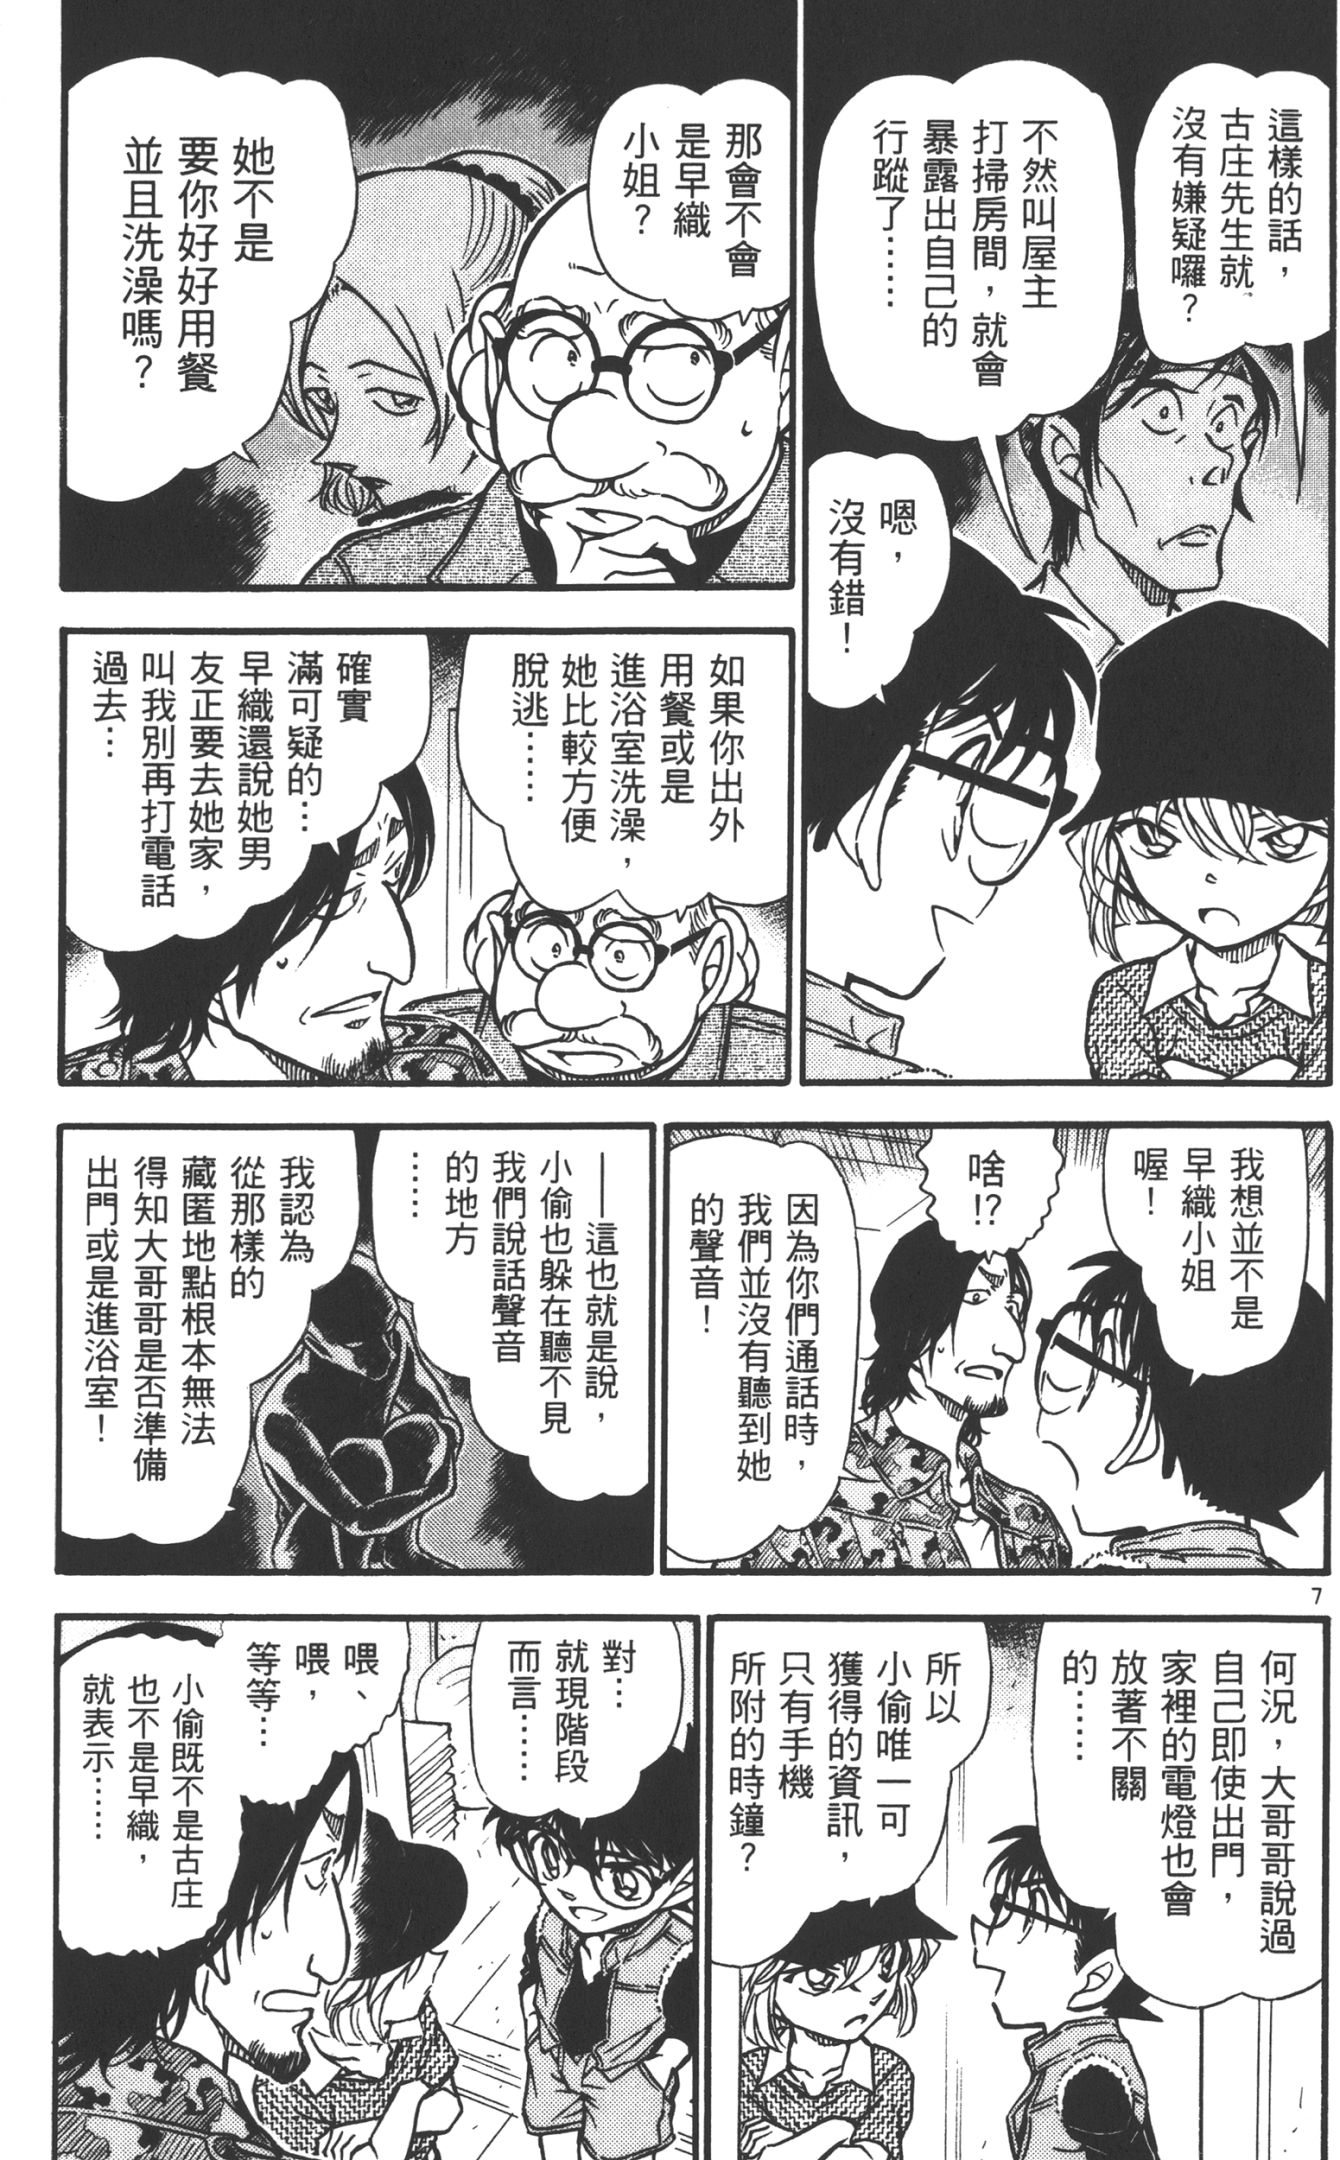 這樣的話，
古庄先生就
沒有嫌疑囉？
不然叫屋主
打掃房間，就會
暴露出自己的
行蹤了……
嗯，
沒有錯！
那會不會
是早織
小姐？
她不是
要你好好用餐
並且洗澡嗎？
如果你出外
用餐或是
進浴室洗澡，
她比較方便
脫逃……
確實
滿可疑的…
早織還說她男
友正要去她家，
叫我別再打電話
過去…
我想並不是
早織小姐
喔！
啥!?
因為你們通話時，
我們並沒有聽到她
的聲音！
——這也就是說，
小偷也躲在聽不見
我們說話聲音
的地方
……
我認為
從那樣的
藏匿地點根本無法
得知大哥哥是否準備
出門或是進浴室！
7
何況，大哥哥說過
自己即使出門，
家裡的電燈也會
放著不關
的……
所以
小偷唯一可
獲得的資訊，
只有手機
所附的時鐘？
對…
就現階段
而言……
喂、
喂，
等等…
小偷既不是古庄
也不是早織，
就表示……